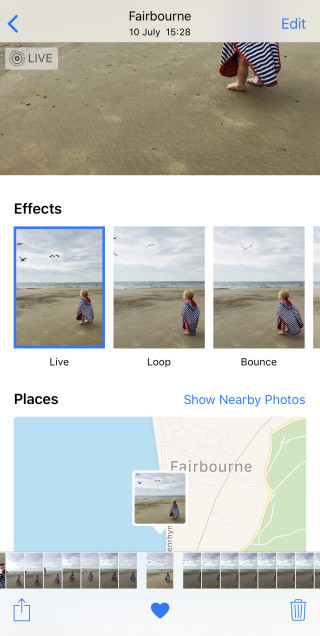 Fairbourne
10 July 15:28
Edit
LIVE
Effects
Live
Loop
Bounce
Places
Show Nearby Photos
Fairbourne